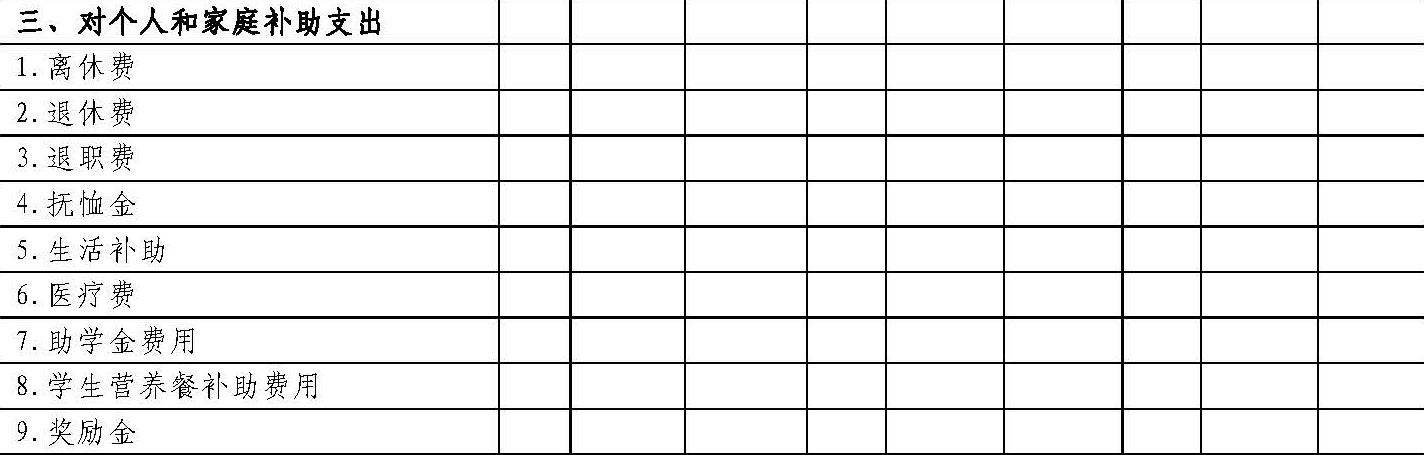 三、对个人和家庭补助支出
1.离休费
2.退休费
3.退职费
4.抚恤金
5.生活补助
6.医疗费
7.助学金费用
8.学生营养餐补助费用
9.奖励金